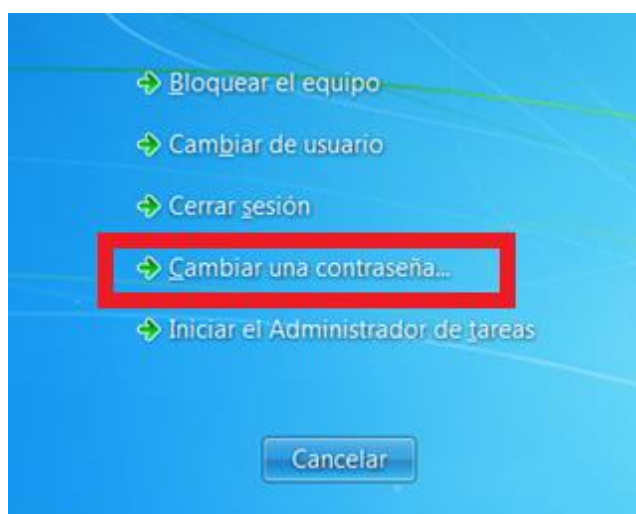 Bloquear el equipo
Cambiar de usuario
Cerrar sesión
Cambiar una contraseña...
Iniciar el Administrador de tareas
Cancelar